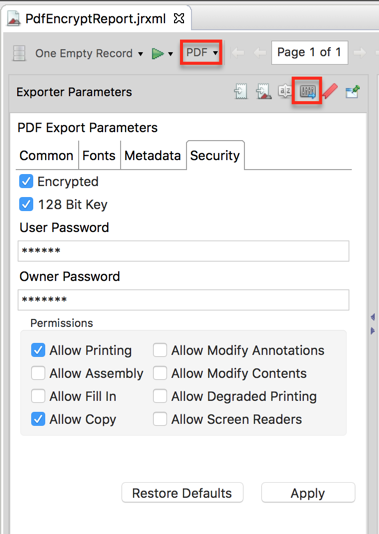 PdfEncryptReport.jrxml
One Empty Record PDF Page 1 of 1
Exporter Parameters
PDF Export Parameters
Common Fonts Metadata Security
Encrypted
128 Bit Key
User Password
******
Owner Password
*******
Permissions
Allow Printing Allow Modify Annotations
Allow Assembly Allow Modify Contents
Allow Fill In Allow Degraded Printing
Allow Copy Allow Screen Readers
Restore Defaults Apply